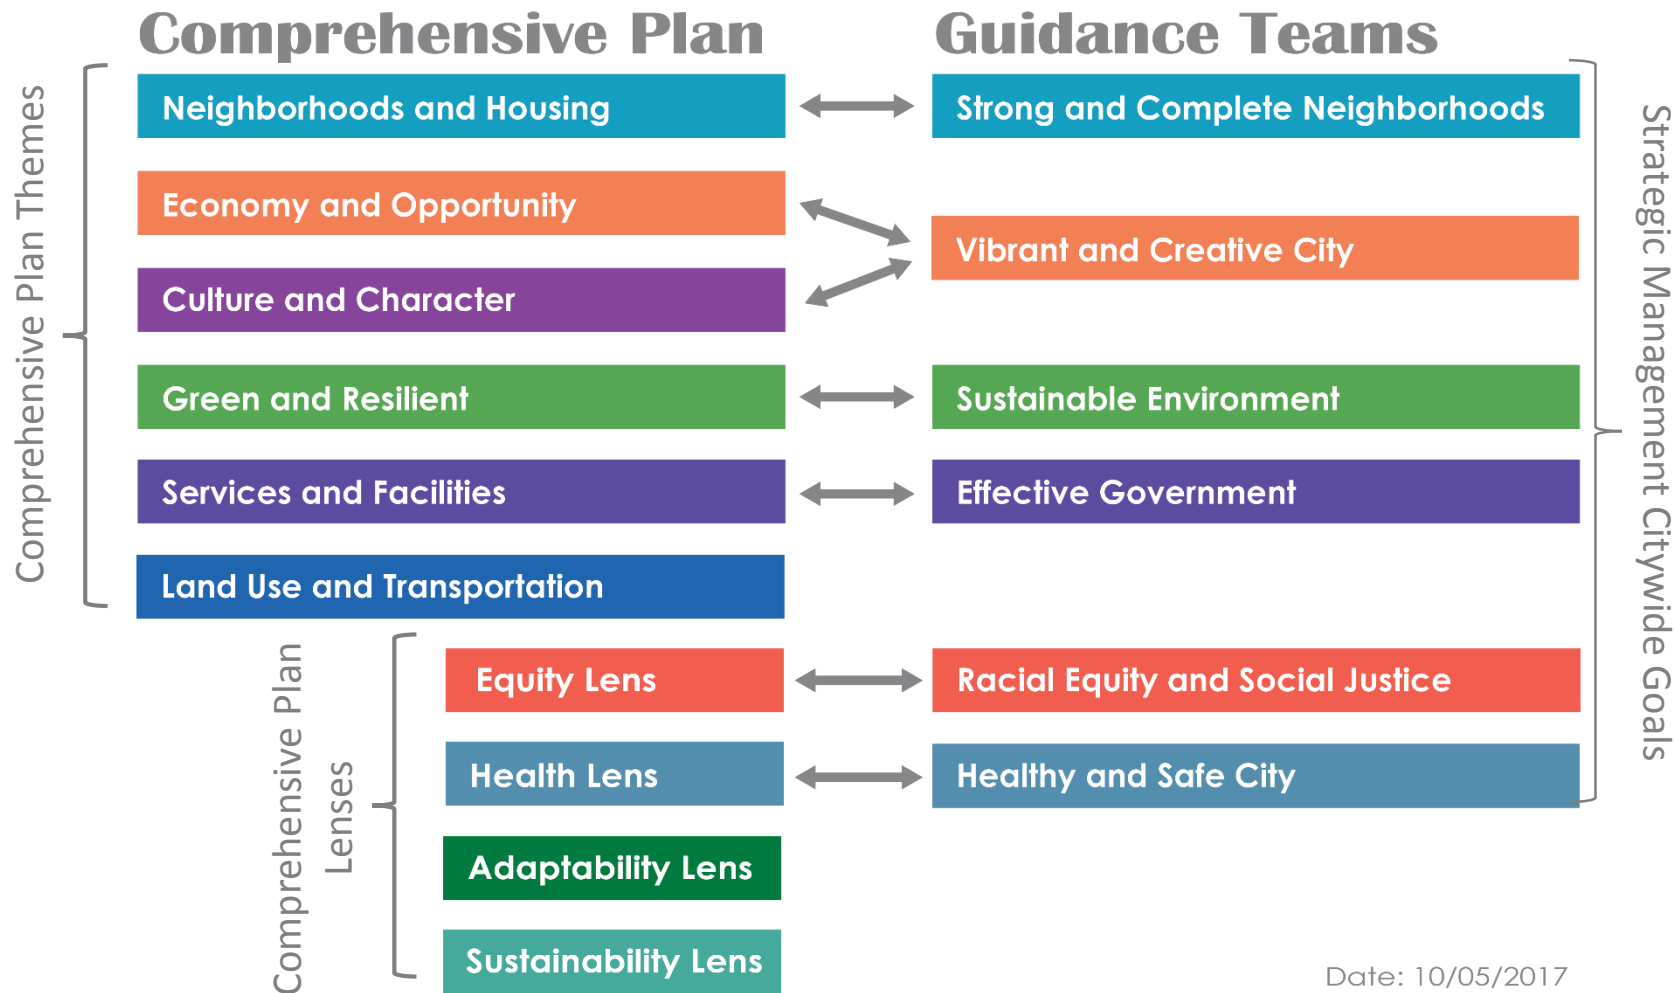 Comprehensive Plan
Guidance Teams
Comprehensive Plan Themes
Neighborhoods and Housing
Strong and Complete Neighborhoods
Economy and Opportunity
Vibrant and Creative City
Culture and Character
Green and Resilient
Sustainable Environment
Services and Facilities
Effective Government
Land Use and Transportation
Strategic Management Citywide Goals
Comprehensive Plan
Lenses
Equity Lens
Racial Equity and Social Justice
Health Lens
Healthy and Safe City
Adaptability Lens
Sustainability Lens
Date: 10/05/2017